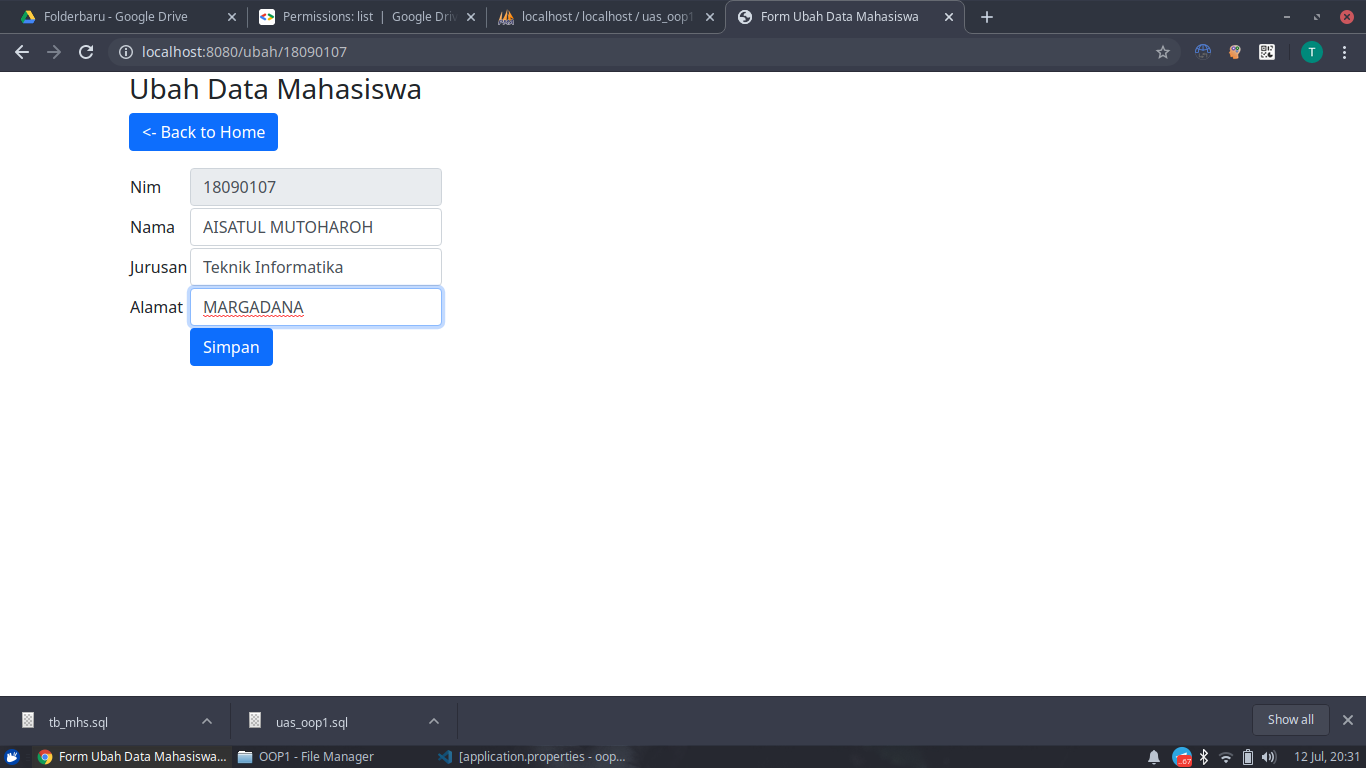 Folderbaru - Google Drive
Permissions: list | Google Driv
localhost / localhost / uas_oop1
Form Ubah Data Mahasiswa
localhost:8080/ubah/18090107
T
Ubah Data Mahasiswa
<- Back to Home
Nim 18090107
Nama AISATUL MUTOHAROH
Jurusan Teknik Informatika
Alamat MARGADANA
Simpan
tb_mhs.sql
uas_oop1.sql
Show all
Form Ubah Data Mahasiswa...
OOP1 - File Manager
[application.properties - oop...
..67
12 Jul, 20:31